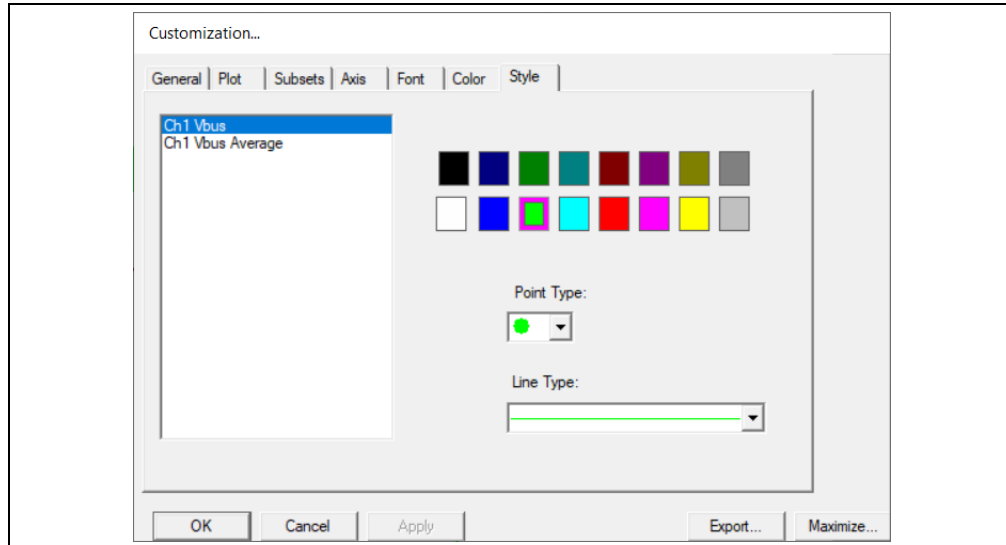 Customization...
General Plot Subsets Axis Font Color Style
Ch1 Vbus
Ch1 Vbus Average
Point Type:
Line Type:
OK Cancel Apply Export... Maximize...